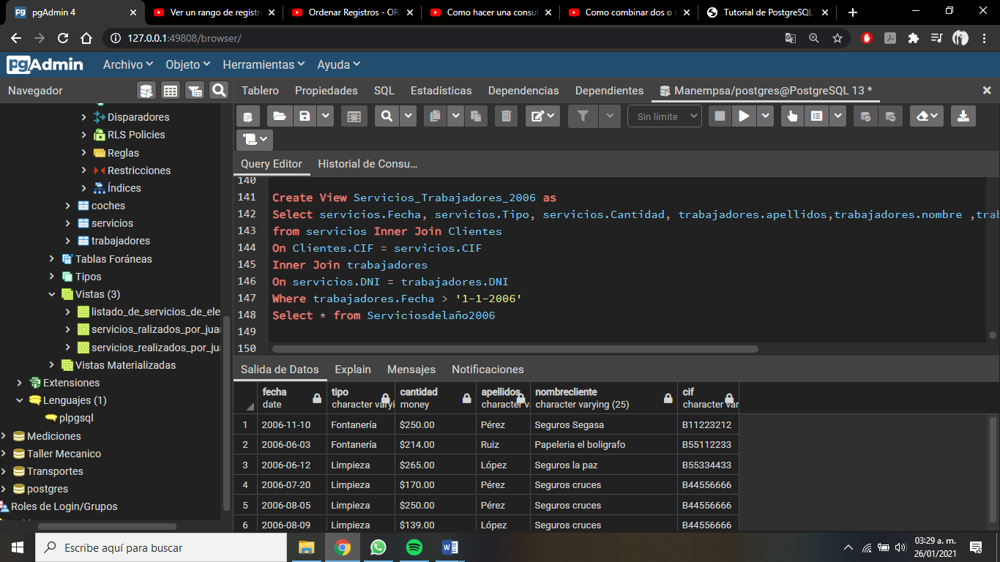 pgAdmin 4
Ver un rango de registr
Ordenar Registros - OR
Como hacer una consul
Como combinar dos o
Tutorial de PostgreSQL
127.0.0.1:49808/browser/
pgAdmin
Archivo Objeto Herramientas Ayuda
Navegador
Tablero Propiedades SQL Estadísticas Dependencias Dependientes Manempsa/postgres@PostgreSQL 13 *
Sin límite
Disparadores
RLS Policies
Reglas
Restricciones
Índices
coches
servicios
trabajadores
Tablas Foráneas
Tipos
Vistas (3)
listado_de_servicios_de_ele
servicios_ralizados_por_juar
servicios_realizados_por_ju
Vistas Materializadas
Extensiones
Lenguajes (1)
plpgsql
Mediciones
Taller Mecanico
Transportes
postgres
Roles de Login/Grupos
Query Editor Historial de Consu...
140
141 Create View Servicios_Trabajadores_2006 as
142 Select servicios.Fecha, servicios.Tipo, servicios.Cantidad, trabajadores.apellidos,trabajadores.nombre ,trab
143 from servicios Inner Join Clientes
144 On Clientes.CIF = servicios.CIF
145 Inner Join trabajadores
146 On servicios.DNI = trabajadores.DNI
147 Where trabajadores.Fecha > '1-1-2006'
148 Select * from Serviciosdelaño2006
149
150
Salida de Datos Explain Mensajes Notificaciones
fecha tipo cantidad apellidos nombrecliente cif
date character varyi money character va character varying (25) character var
1 2006-11-10 Fontanería $250.00 Pérez Seguros Segasa B11223212
2 2006-06-03 Fontanería $214.00 Ruiz Papeleria el boligrafo B55112233
3 2006-06-12 Limpieza $265.00 López Seguros la paz B55334433
4 2006-07-20 Limpieza $170.00 Pérez Seguros cruces B44556666
5 2006-08-05 Limpieza $250.00 Pérez Seguros cruces B44556666
6 2006-08-09 Limpieza $139.00 López Seguros cruces B44556666
Escribe aquí para buscar
03:29 a. m.
26/01/2021